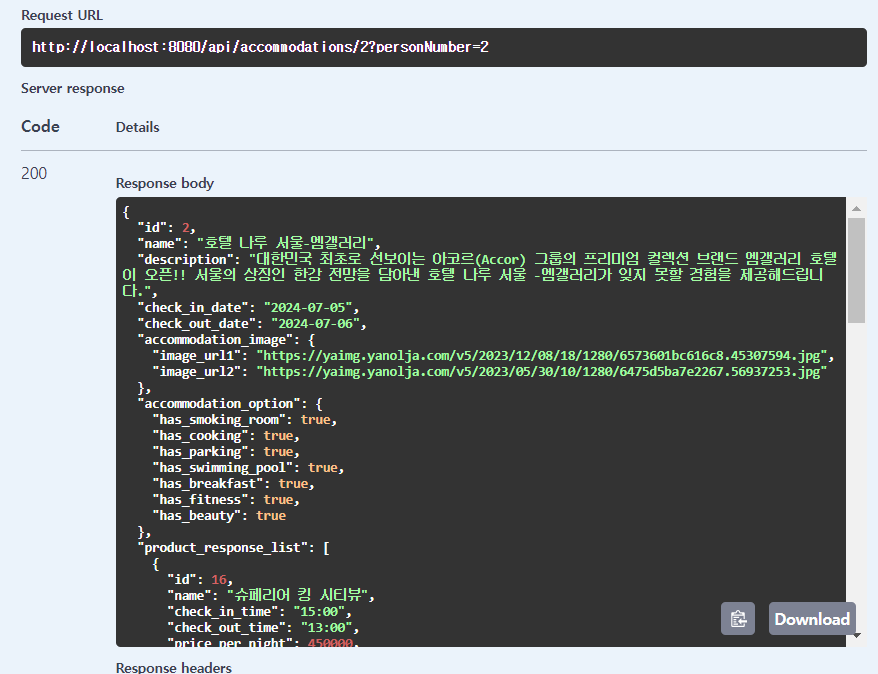 Request URL
http://localhost:8080/api/accommodations/2?personNumber=2
Server response
Code Details
200
Response body
{
"id": 2,
"name": "호텔 나루 서울-엠갤러리",
"description": "대한민국 최초로 선보이는 아코르(Accor) 그룹의 프리미엄 컬렉션 브랜드 엠갤러리 호텔
이 오픈!! 서울의 상징인 한강 전망을 담아낸 호텔 나루 서울 -엠갤러리가 잊지 못할 경험을 제공해드립니
다.",
"check_in_date": "2024-07-05",
"check_out_date": "2024-07-06",
"accommodation_image": {
"image_url1": "https://yaimg.yanolja.com/v5/2023/12/08/18/1280/6573601bc616c8.45307594.jpg",
"image_url2": "https://yaimg.yanolja.com/v5/2023/05/30/10/1280/6475d5ba7e2267.56937253.jpg"
},
"accommodation_option": {
"has_smoking_room": true,
"has_cooking": true,
"has_parking": true,
"has_swimming_pool": true,
"has_breakfast": true,
"has_fitness": true,
"has_beauty": true
},
"product_response_list": [
{
"id": 16,
"name": "슈페리어 킹 시티뷰",
"check_in_time": "15:00",
"check_out_time": "13:00",
"price_per_night": 450000,
Download
Response headers